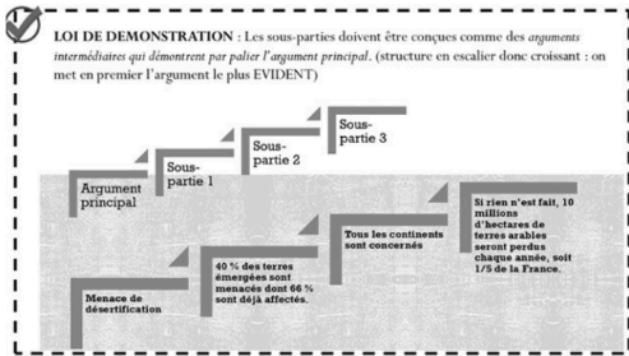 LOI DE DEMONSTRATION : Les sous-parties doivent être conçues comme des arguments
intermédiaires qui démontrent par palier l'argument principal. (structure en escalier donc croissant : on
met en premier l'argument le plus EVIDENT)
Argument
principal
Sous-
partie 1
Sous-
partie 2
Sous-
partie 3
Menace de
désertification
40 % des terres
émergées sont
menacés dont 66 %
sont déjà affectés.
Tous les continents
sont concernés
Si rien n'est fait, 10
millions
d'hectares de
terres arables
seront perdus
chaque année, soit
1/5 de la France.